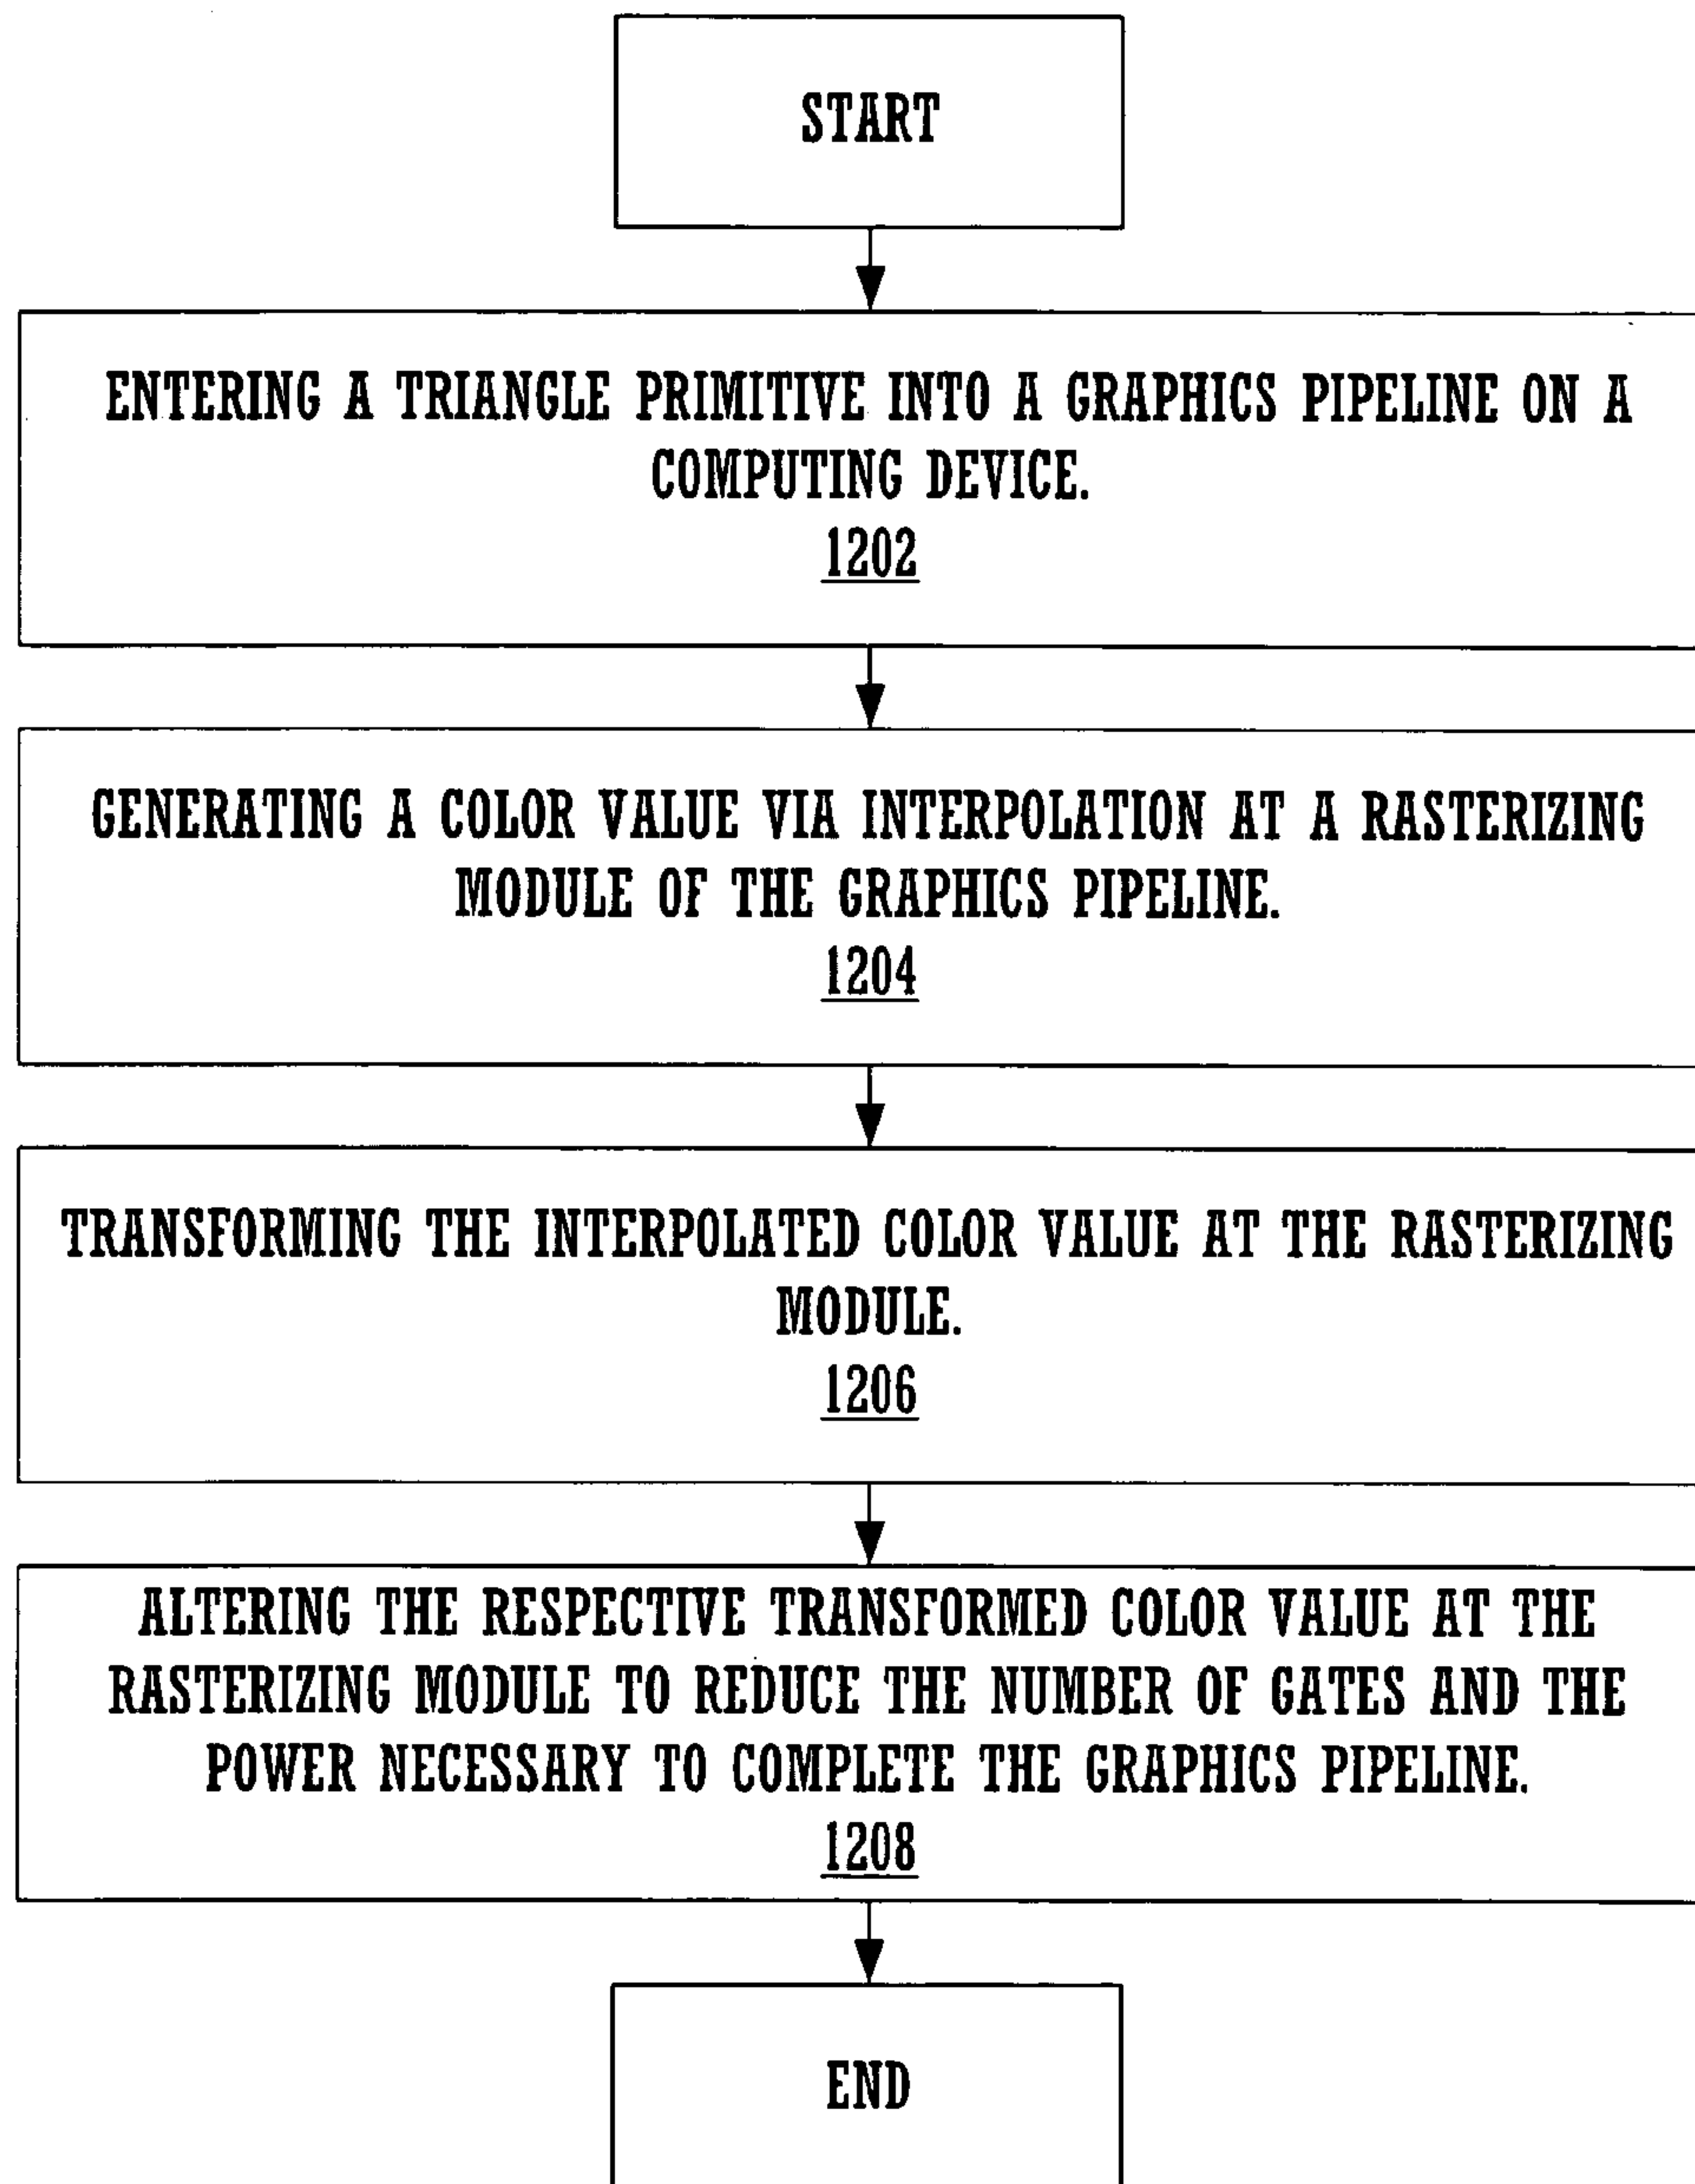 START
ENTERING A TRIANGLE PRIMITIVE INTO A GRAPHICS PIPELINE ON A
COMPUTING DEVICE.
1202
GENERATING A COLOR VALUE VIA INTERPOLATION AT A RASTERIZING
MODULE OF THE GRAPHICS PIPELINE.
1204
TRANSFORMING THE INTERPOLATED COLOR VALUE AT THE RASTERIZING
MODULE.
1206
ALTERING THE RESPECTIVE TRANSFORMED COLOR VALUE AT THE
RASTERIZING MODULE TO REDUCE THE NUMBER OF GATES AND THE
POWER NECESSARY TO COMPLETE THE GRAPHICS PIPELINE.
1208
END